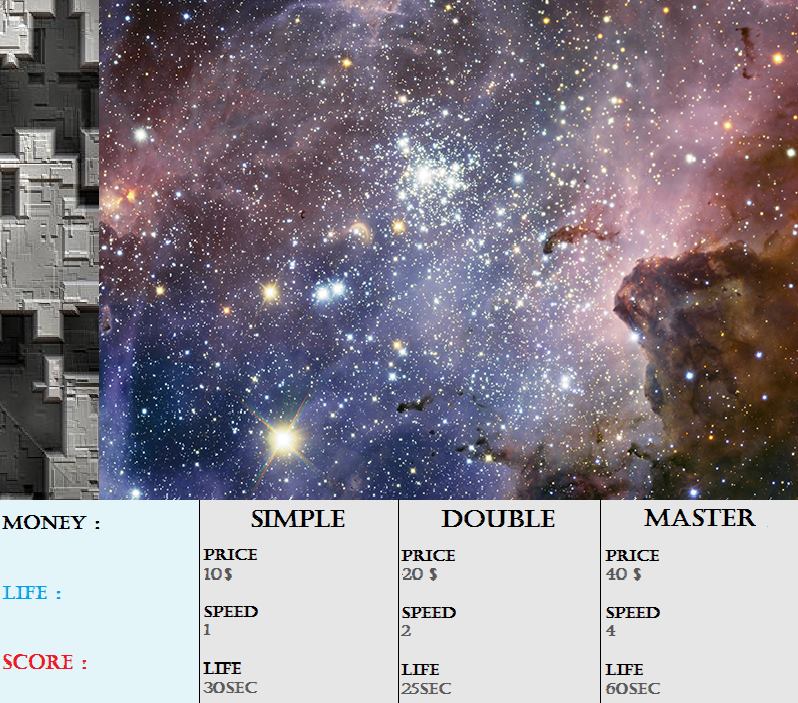 MONEY :
LIFE :
SCORE :
SIMPLE
PRICE
10$
SPEED
1
LIFE
30SEC
DOUBLE
PRICE
20 $
SPEED
2
LIFE
25SEC
MASTER
PRICE
40 $
SPEED
4
LIFE
60SEC